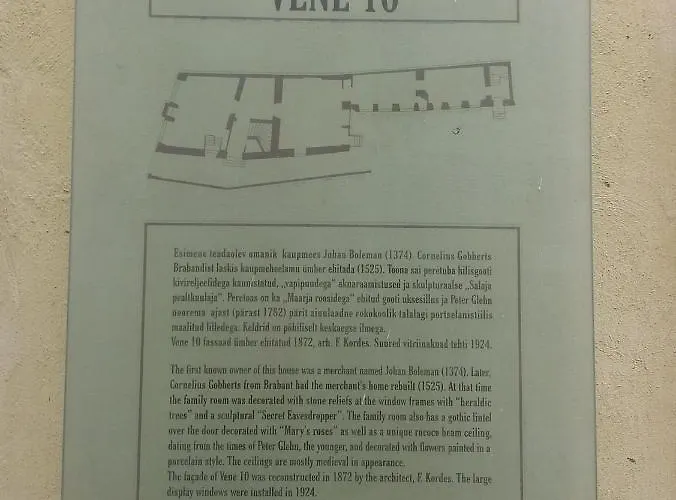 VENE 10
Esimene teadaolev omanik kaupmees Johan Boleman (1374). Cornelius Gobberts
Brabandist laskis kaupmeheelamu ümber ehitada (1525). Toona sai peretuba hilisgooti
kivireljeefidega kaunistatud, „vapipuudega" aknaraamistused ja skulpturaalse „Salaja
pealtkuulaja". Peretoas on ka „Maarja roosidega" ehitud gooti uksesillus ja Peter Glehn
noorema ajast (pärast 1782) pärit ainulaadne rokokoolik talalagi portselanistiilis
maalitud lilledega. Keldrid on põhiliselt keskaegse ilmega.
Vene 10 fassaad ümber ehitatud 1872, arh. F. Kordes. Suured vitriinaknad tehti 1924.
The first known owner of this house was a merchant named Johan Boleman (1374). Later,
Cornelius Gobberts from Brabant had the merchant's home rebuilt (1525). At that time
the family room was decorated with stone reliefs at the window frames with "heraldic
trees" and a sculptural "Secret Eavesdropper". The family room also has a gothic lintel
over the door decorated with "Mary's roses" as well as a unique rococo beam ceiling,
dating from the times of Peter Glehn, the younger, and decorated with flowers painted in a
porcelain style. The ceilings are mostly medieval in appearance.
The façade of Vene 10 was reconstructed in 1872 by the architect, F. Kordes. The large
display windows were installed in 1924.